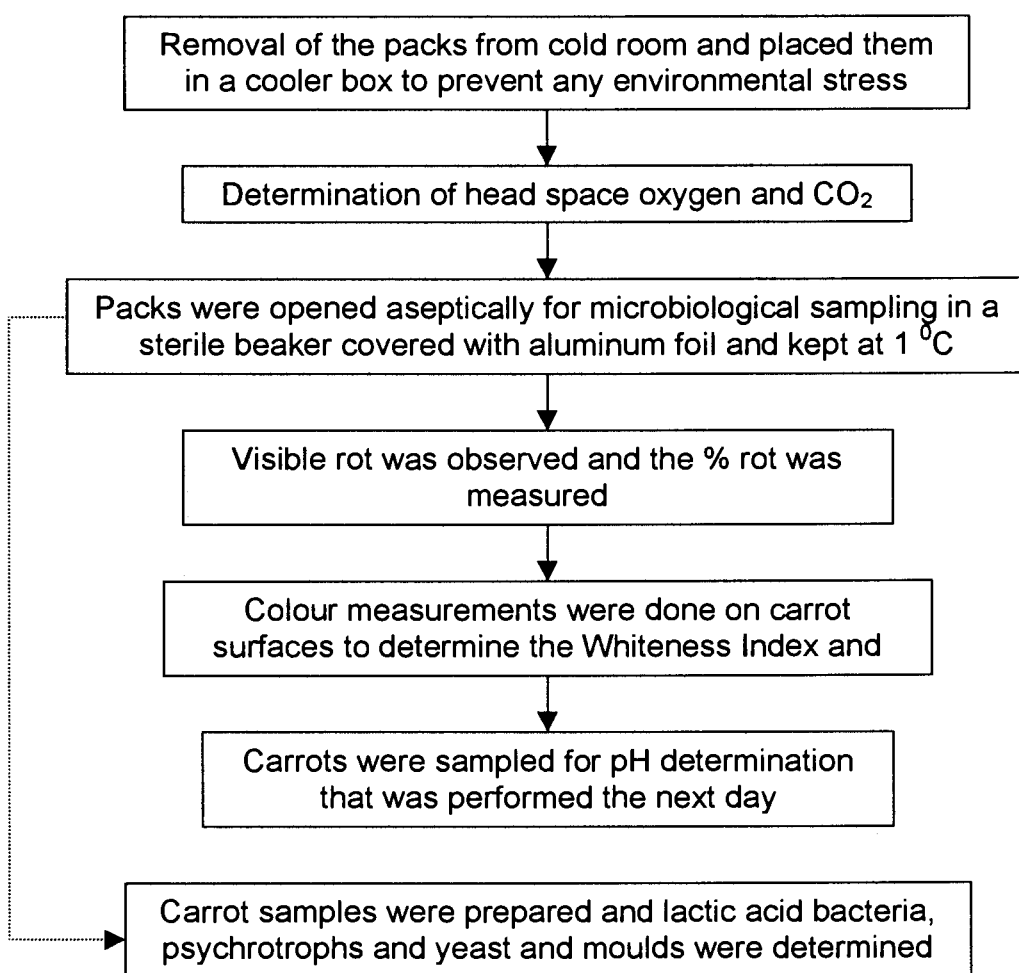 Removal of the packs from cold room and placed them
in a cooler box to prevent any environmental stress
Determination of head space oxygen and CO₂
Packs were opened aseptically for microbiological sampling in a
sterile beaker covered with aluminum foil and kept at 1 ⁰C
Visible rot was observed and the % rot was
measured
Colour measurements were done on carrot
surfaces to determine the Whiteness Index and
Carrots were sampled for pH determination
that was performed the next day
Carrot samples were prepared and lactic acid bacteria,
psychrotrophs and yeast and moulds were determined